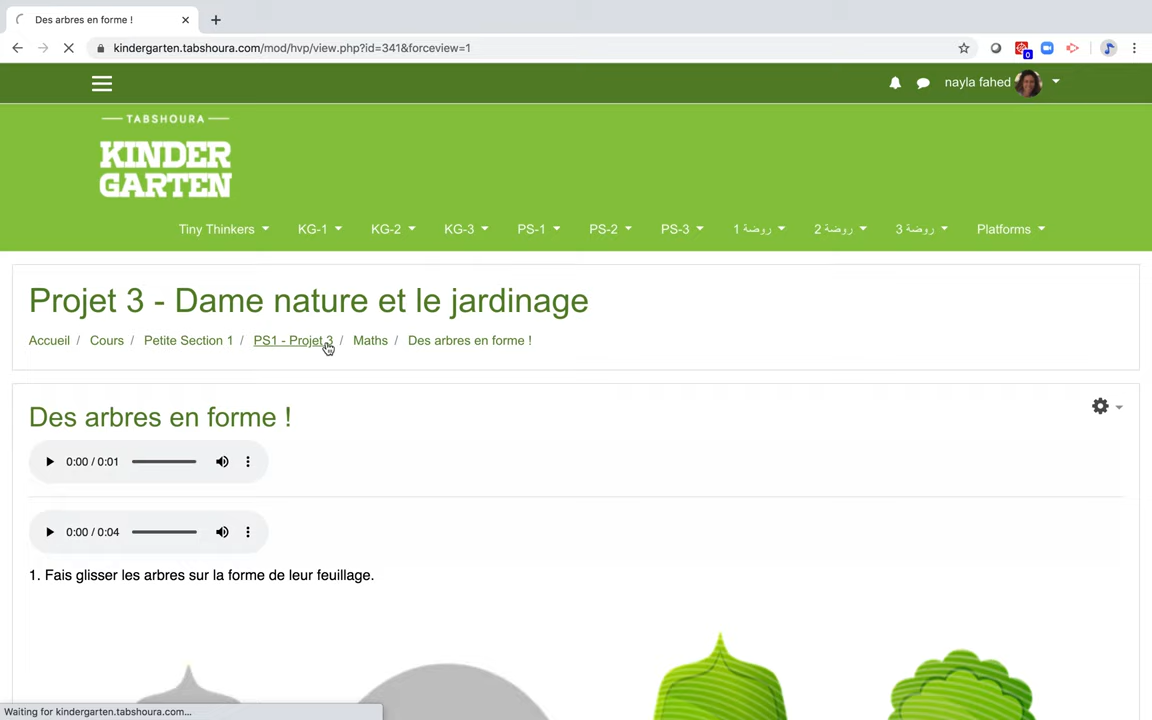 Des arbres en forme !
kindergarten.tabshoura.com/mod/hvp/view.php?id=341&forceview=1
0
nayla fahed
TABSHOURA
KINDER
GARTEN
Tiny Thinkers KG-1 KG-2 KG-3 PS-1 PS-2 PS-3 روضة 1 روضة 2 روضة 3 Platforms
Projet 3 - Dame nature et le jardinage
Accueil / Cours / Petite Section 1 / PS1 - Projet 3 / Maths / Des arbres en forme !
Des arbres en forme !
0:00 / 0:01
0:00 / 0:04
1. Fais glisser les arbres sur la forme de leur feuillage.
Waiting for kindergarten.tabshoura.com...